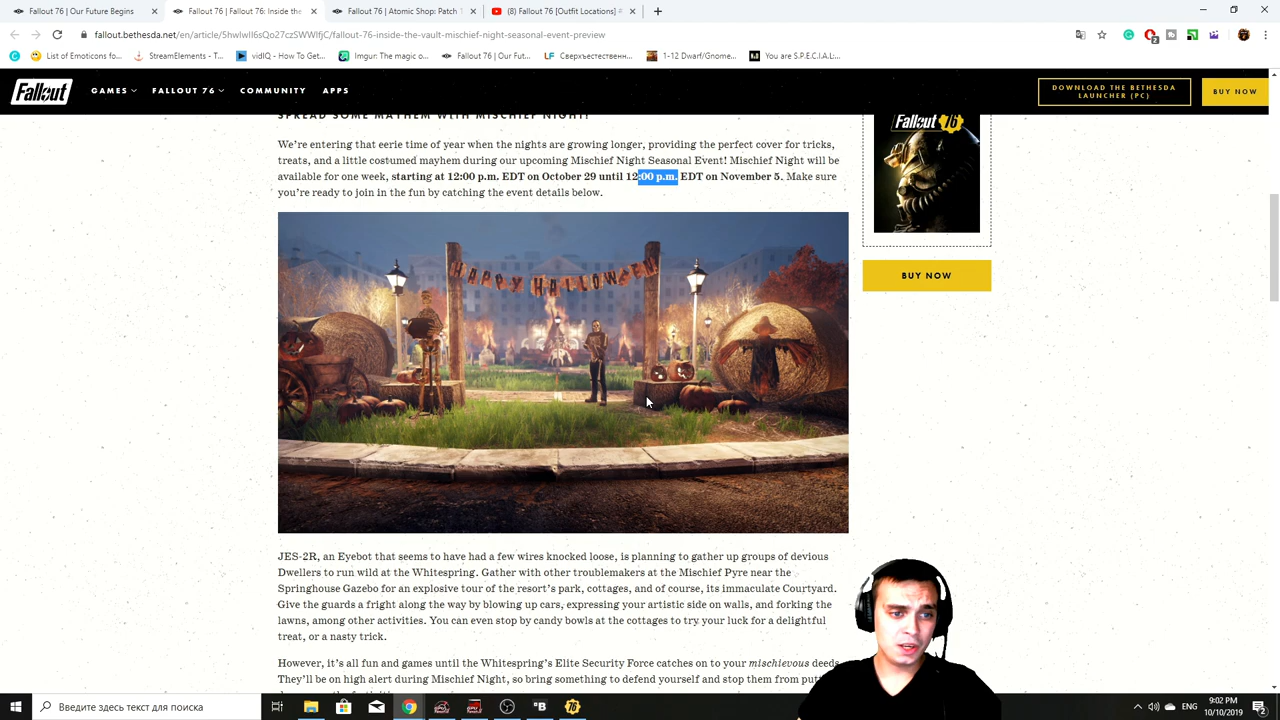 Fallout 76 | Our Future Begins
Fallout 76 | Fallout 76: Inside the
Fallout 76 | Atomic Shop: Patch 1
(8) Fallout 76 [Outfit Locations] #
fallout.bethesda.net/en/article/5hwlwlI6sQo27czSWWIfjC/fallout-76-inside-the-vault-mischief-night-seasonal-event-preview
List of Emoticons fo...
StreamElements - T...
vidIQ - How To Get...
Imgur: The magic o...
Fallout 76 | Our Fut...
Сверхъестественн...
1-12 Dwarf/Gnome...
You are S.P.E.C.I.A.L:...
Fallout
GAMES
FALLOUT 76
COMMUNITY
APPS
DOWNLOAD THE BETHESDA
LAUNCHER (PC)
BUY NOW
SPREAD SOME MAYHEM WITH MISCHIEF NIGHT!
We're entering that eerie time of year when the nights are growing longer, providing the perfect cover for tricks,
treats, and a little costumed mayhem during our upcoming Mischief Night Seasonal Event! Mischief Night will be
available for one week, starting at 12:00 p.m. EDT on October 29 until 12:00 p.m. EDT on November 5. Make sure
you're ready to join in the fun by catching the event details below.
Fallout 76
BUY NOW
HAPPY HALLOWE
JES-2R, an Eyebot that seems to have had a few wires knocked loose, is planning to gather up groups of devious
Dwellers to run wild at the Whitespring. Gather with other troublemakers at the Mischief Pyre near the
Springhouse Gazebo for an explosive tour of the resort's park, cottages, and of course, its immaculate Courtyard.
Give the guards a fright along the way by blowing up cars, expressing your artistic side on walls, and forking the
lawns, among other activities. You can even stop by candy bowls at the cottages to try your luck for a delightful
treat, or a nasty trick.
However, it's all fun and games until the Whitespring's Elite Security Force catches on to your mischievous deeds.
They'll be on high alert during Mischief Night, so bring something to defend yourself and stop them from
Введите здесь текст для поиска
ENG
9:02 PM
10/10/2019
2